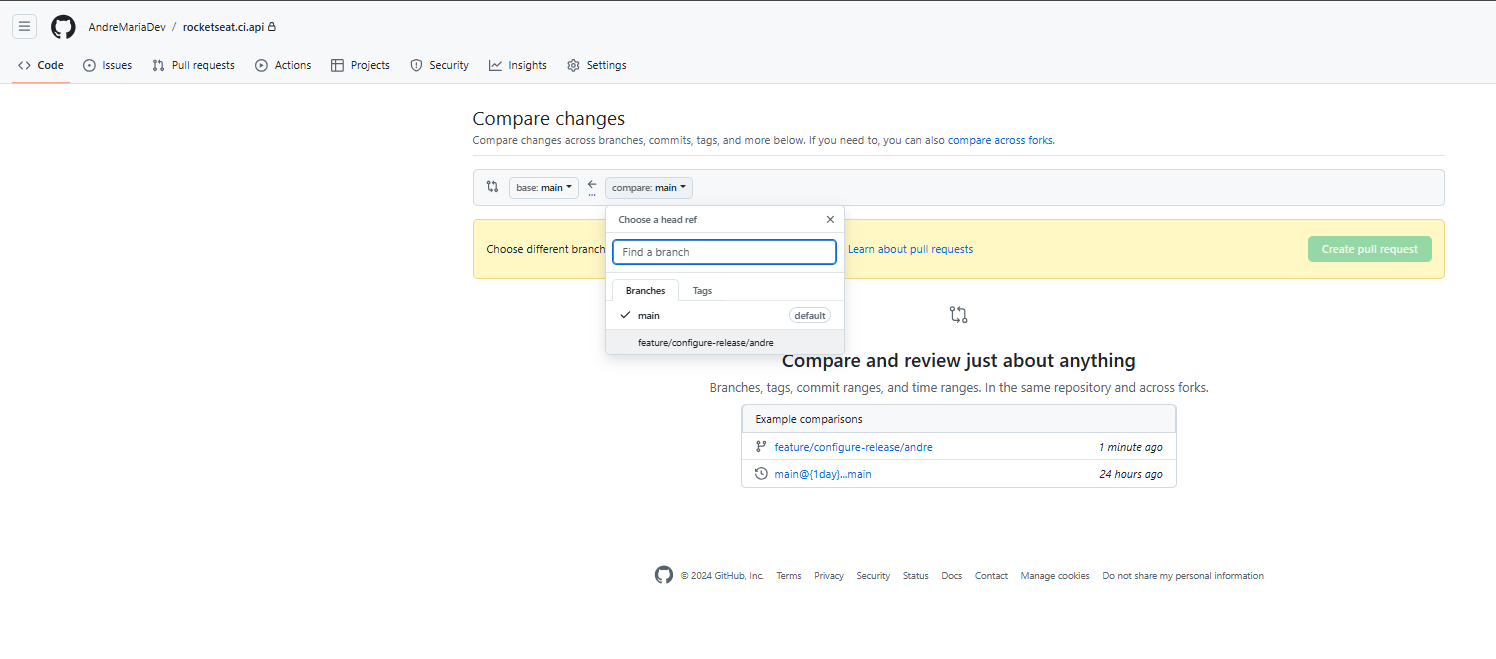 AndreMariaDev / rocketseat.ci.api
Code Issues Pull requests Actions Projects Security Insights Settings
Compare changes
Compare changes across branches, commits, tags, and more below. If you need to, you can also compare across forks.
base: main compare: main
Choose a head ref
Choose different branch Learn about pull requests Create pull request
Find a branch
Branches Tags
main default
feature/configure-release/andre
Compare and review just about anything
Branches, tags, commit ranges, and time ranges. In the same repository and across forks.
Example comparisons
feature/configure-release/andre 1 minute ago
main@{1day}...main 24 hours ago
© 2024 GitHub, Inc. Terms Privacy Security Status Docs Contact Manage cookies Do not share my personal information